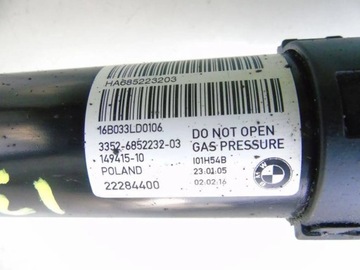 HA685223203
16B033LD0106
3352-6852232-03
149415-10
POLAND
22284400
DO NOT OPEN
GAS PRESSURE
I01H54B
23.01.05
02.02.16
BMW